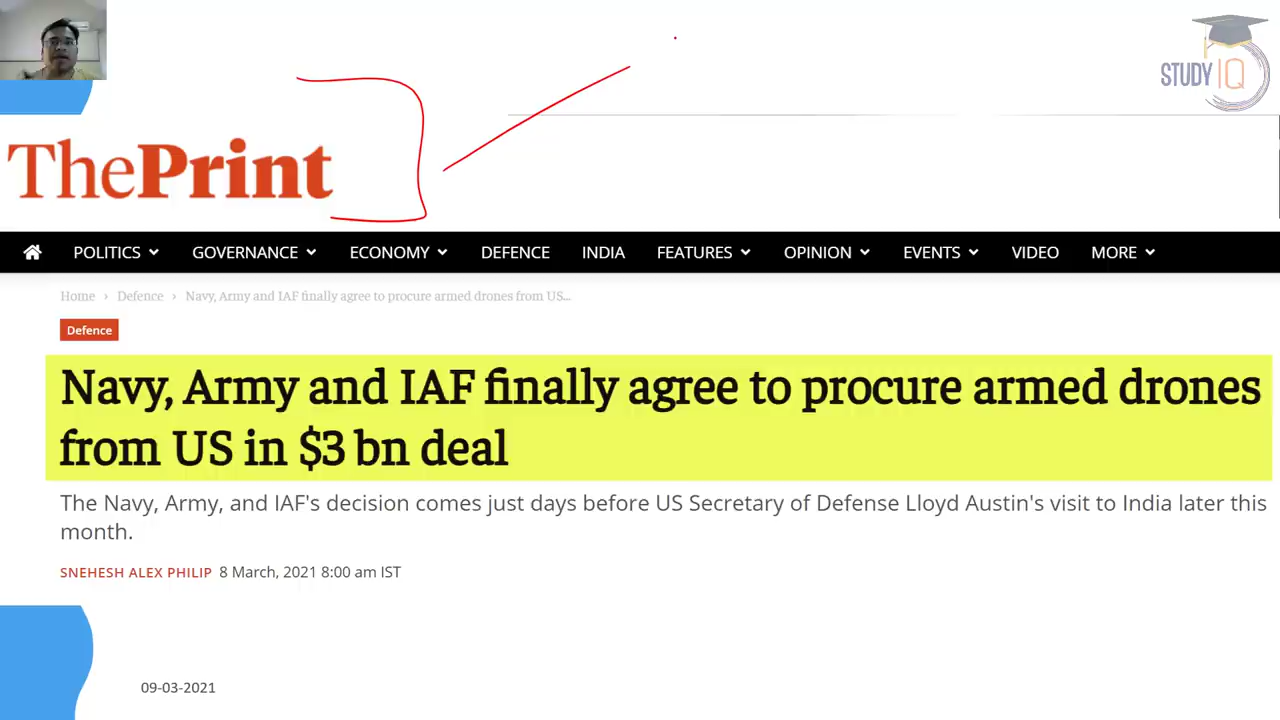 STUDY IQ
ThePrint
POLITICS GOVERNANCE ECONOMY DEFENCE INDIA FEATURES OPINION EVENTS VIDEO MORE
Home › Defence › Navy, Army and IAF finally agree to procure armed drones from US...
Defence
Navy, Army and IAF finally agree to procure armed drones
from US in $3 bn deal
The Navy, Army, and IAF's decision comes just days before US Secretary of Defense Lloyd Austin's visit to India later this
month.
SNEHESH ALEX PHILIP 8 March, 2021 8:00 am IST
09-03-2021